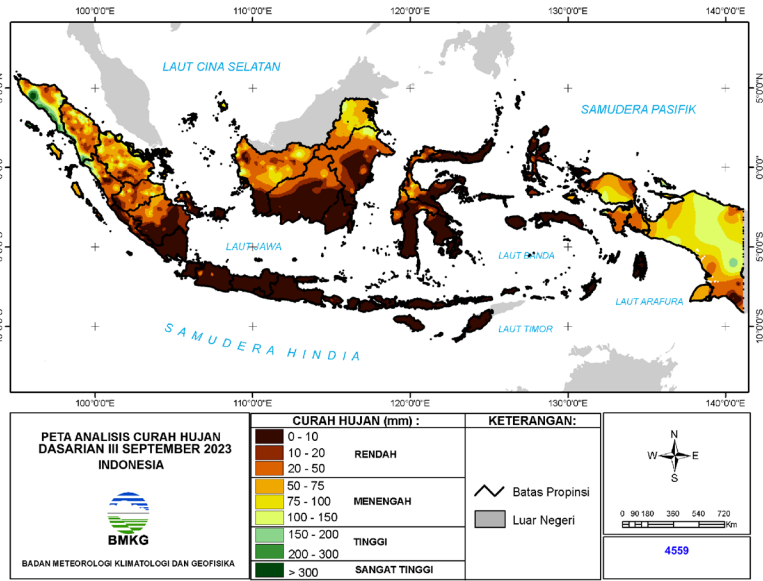 100°0'0"E 110°0'0"E 120°0'0"E 130°0'0"E 140°0'0"E
LAUT CINA SELATAN
SAMUDERA PASIFIK
5°0'0"N
0°0'0"
5°0'0"S
10°0'0"S
LAUT JAWA
LAUT BANDA
LAUT ARAFURA
LAUT TIMOR
SAMUDERA HINDIA
100°0'0"E 110°0'0"E 120°0'0"E 130°0'0"E 140°0'0"E
PETA ANALISIS CURAH HUJAN
DASARIAN III SEPTEMBER 2023
INDONESIA
BMKG
BADAN METEOROLOGI KLIMATOLOGI DAN GEOFISIKA
CURAH HUJAN (mm) :
0 - 10
10 - 20
20 - 50
RENDAH
50 - 75
75 - 100
100 - 150
MENENGAH
150 - 200
200 - 300
TINGGI
> 300
SANGAT TINGGI
KETERANGAN:
Batas Propinsi
Luar Negeri
N
W E
S
0 90 180 360 540 720
Km
4559